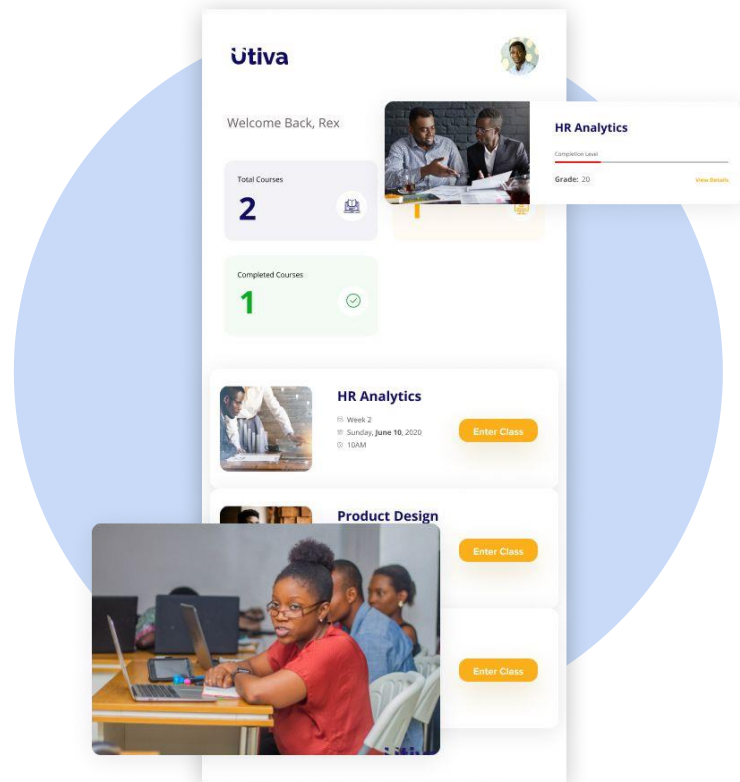 Utiva
Welcome Back, Rex
HR Analytics
Completion Level
Grade: 20
View Details
Total Courses
2
1
Completed Courses
1
HR Analytics
Week 2
Sunday, June 10, 2020
10AM
Enter Class
Product Design
Enter Class
Enter Class
Utiva